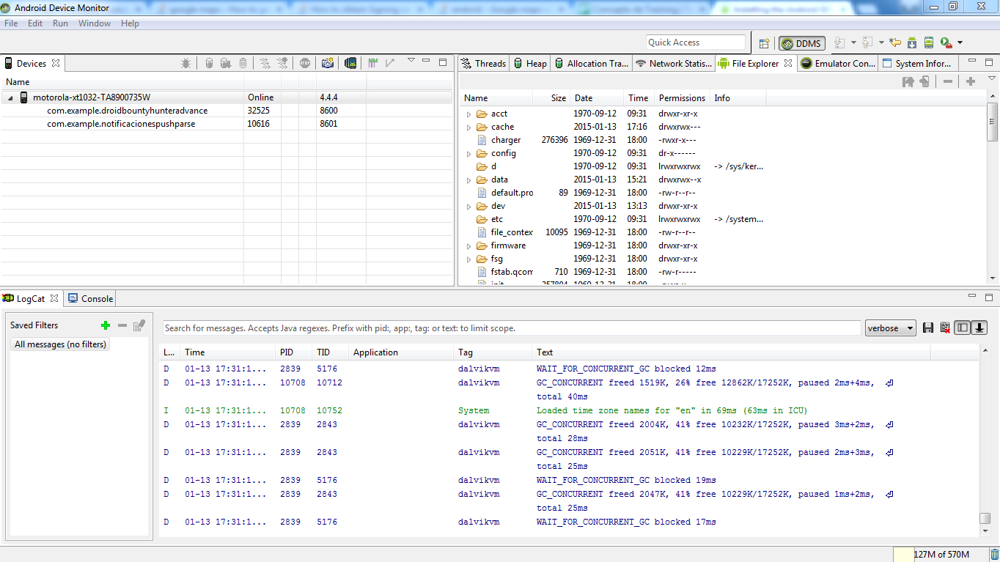 Android Device Monitor
File Edit Run Window Help
Quick Access
DDMS
Devices
Threads Heap Allocation Tra... Network Statis... File Explorer Emulator Con... System Infor...
Name
motorola-xt1032-TA8900735W Online 4.4.4
com.example.droidbountyhunteradvance 32525 8600
com.example.notificacionespushparse 10616 8601
Name Size Date Time Permissions Info
acct 1970-09-12 09:31 drwxr-xr-x
cache 2015-01-13 17:16 drwxrwx---
charger 276396 1969-12-31 18:00 -rwxr-x---
config 1970-09-12 09:31 dr-x------
d 1970-09-12 09:31 lrwxrwxrwx -> /sys/ker...
data 2015-01-13 15:21 drwxrwx--x
default.pro 89 1969-12-31 18:00 -rw-r--r--
dev 2015-01-13 13:13 drwxr-xr-x
etc 1970-09-12 09:31 lrwxrwxrwx -> /system...
file_contex 10095 1969-12-31 18:00 -rw-r--r--
firmware 1969-12-31 18:00 drwxr-xr-x
fsg 1969-12-31 18:00 drwxr-xr-x
fstab.qcom 710 1969-12-31 18:00 -rw-r-----
LogCat Console
Saved Filters
All messages (no filters)
Search for messages. Accepts Java regexes. Prefix with pid:, app:, tag: or text: to limit scope.
verbose
L... Time PID TID Application Tag Text
D 01-13 17:31:1... 2839 5176 dalvikvm WAIT_FOR_CONCURRENT_GC blocked 12ms
D 01-13 17:31:1... 10708 10712 dalvikvm GC_CONCURRENT freed 1519K, 26% free 12862K/17252K, paused 2ms+4ms,
total 40ms
I 01-13 17:31:1... 10708 10752 System Loaded time zone names for "en" in 69ms (63ms in ICU)
D 01-13 17:31:1... 2839 2843 dalvikvm GC_CONCURRENT freed 2004K, 41% free 10232K/17252K, paused 3ms+2ms,
total 28ms
D 01-13 17:31:1... 2839 2843 dalvikvm GC_CONCURRENT freed 2051K, 41% free 10229K/17252K, paused 2ms+3ms,
total 25ms
D 01-13 17:31:1... 2839 5176 dalvikvm WAIT_FOR_CONCURRENT_GC blocked 19ms
D 01-13 17:31:1... 2839 2843 dalvikvm GC_CONCURRENT freed 2047K, 41% free 10229K/17252K, paused 1ms+2ms,
total 25ms
D 01-13 17:31:1... 2839 5176 dalvikvm WAIT_FOR_CONCURRENT_GC blocked 17ms
127M of 570M